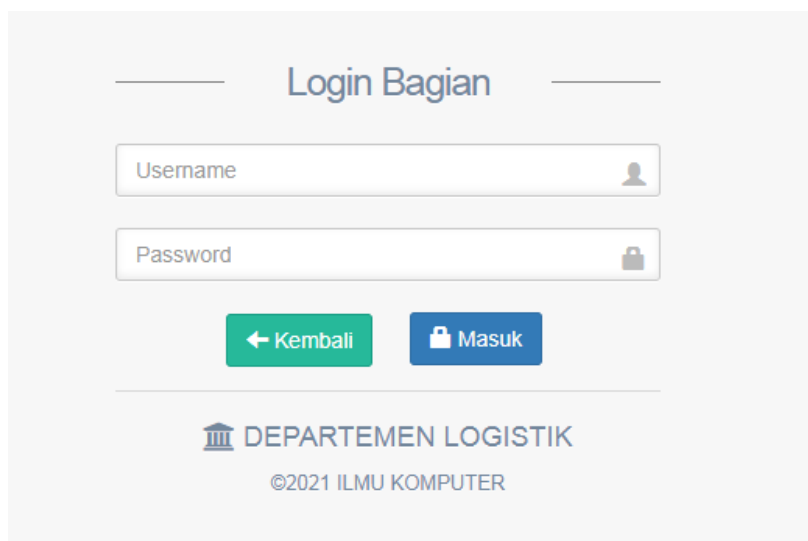 Login Bagian
Username
Password
Kembali
Masuk
DEPARTEMEN LOGISTIK
©2021 ILMU KOMPUTER